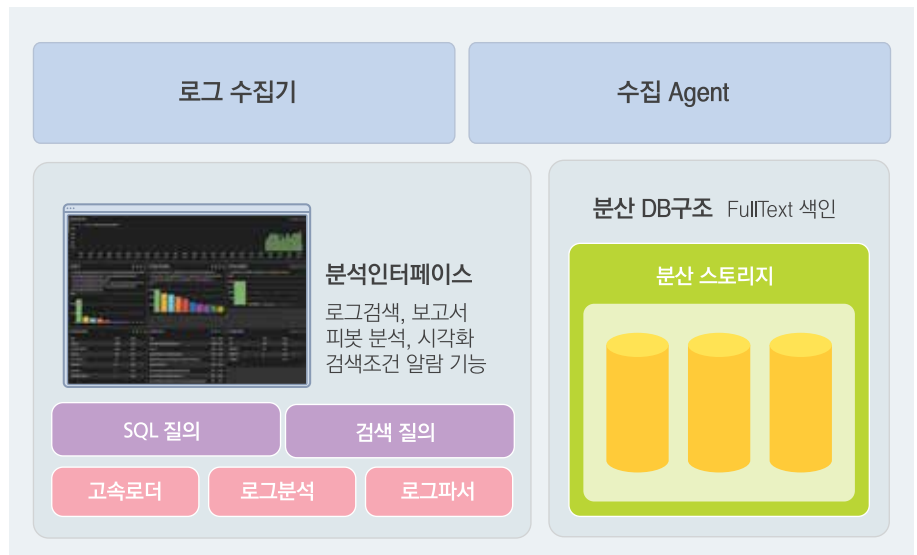 로그 수집기
수집 Agent
분석인터페이스
로그검색, 보고서
피봇 분석, 시각화
검색조건 알람 기능
SQL 질의
검색 질의
고속로더
로그분석
로그파서
분산 DB구조 FullText 색인
분산 스토리지